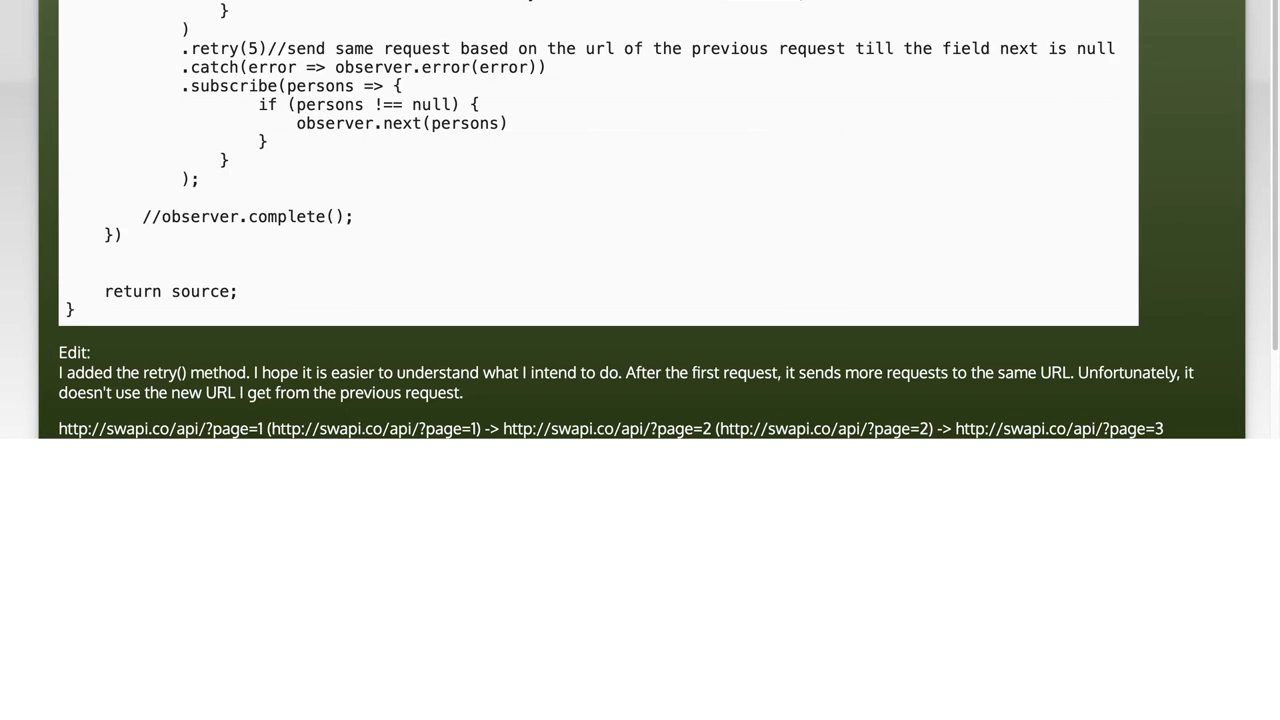 }
)
.retry(5)//send same request based on the url of the previous request till the field next is null
.catch(error => observer.error(error))
.subscribe(persons => {
if (persons !== null) {
observer.next(persons)
}
}
);
//observer.complete();
})
return source;
}
Edit:
I added the retry() method. I hope it is easier to understand what I intend to do. After the first request, it sends more requests to the same URL. Unfortunately, it
doesn't use the new URL I get from the previous request.
http://swapi.co/api/?page=1 (http://swapi.co/api/?page=1) -> http://swapi.co/api/?page=2 (http://swapi.co/api/?page=2) -> http://swapi.co/api/?page=3